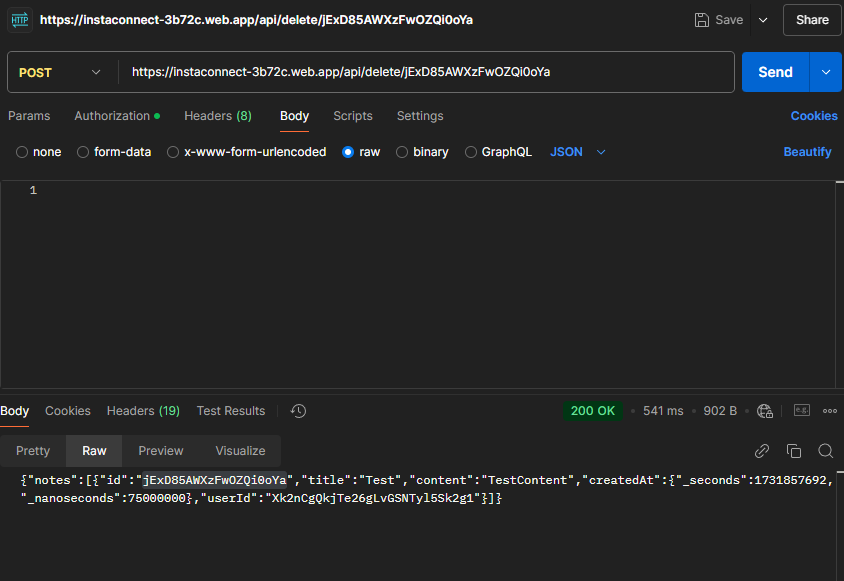 HTTP https://instaconnect-3b72c.web.app/api/delete/jExD85AWXzFwOZQi0oYa Save Share
POST https://instaconnect-3b72c.web.app/api/delete/jExD85AWXzFwOZQi0oYa Send
Params Authorization Headers (8) Body Scripts Settings Cookies
none form-data x-www-form-urlencoded raw binary GraphQL JSON Beautify
1
Body Cookies Headers (19) Test Results 200 OK 541 ms 902 B e.g.
Pretty Raw Preview Visualize
{"notes":[{"id":"jExD85AWXzFwOZQi0oYa","title":"Test","content":"TestContent","createdAt":{"_seconds":1731857692,
"_nanoseconds":75000000},"userId":"Xk2nCgQkjTe26gLvGSNTyl5Sk2g1"}]}